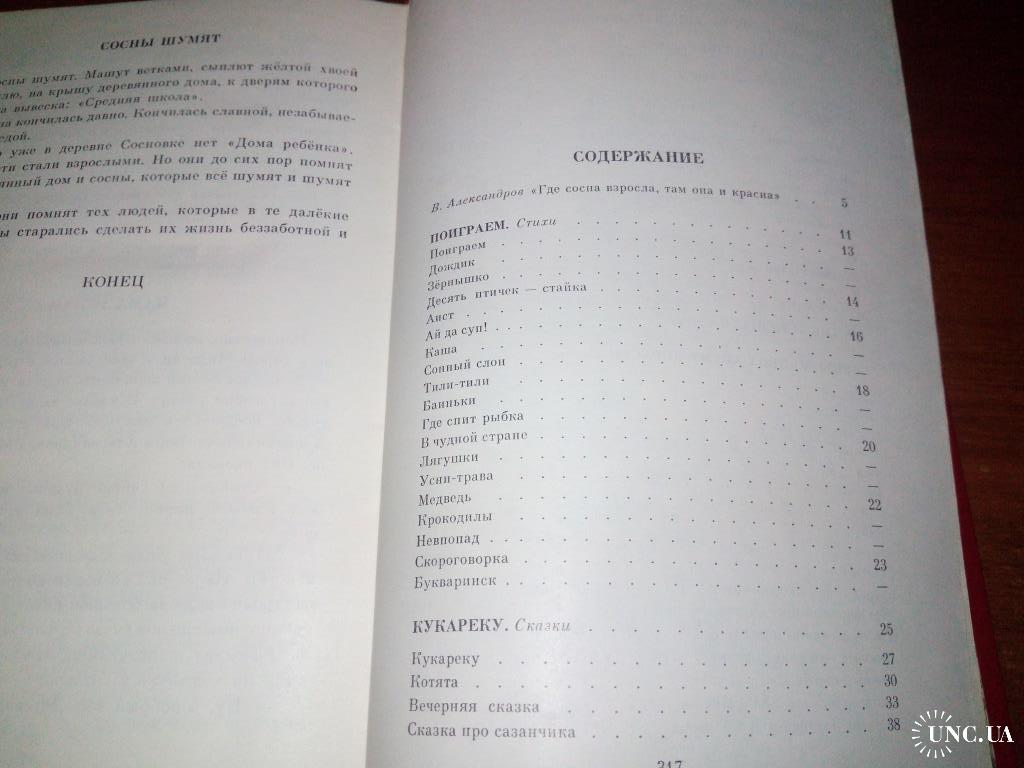 СОСНЫ ШУМЯТ
шумят. Машут ветками, сыплют жёлтой хвоей
на крышу деревянного дома, к дверям которого
вывеска: «Средняя школа».
кончилась давно. Кончилась славной, незабывае-
уже в деревне Сосновке нет «Дома ребёнка».
стали взрослыми. Но они до сих пор помнят
дом и сосны, которые всё шумят и шумят
помнят тех людей, которые в те далёкие
старались сделать их жизнь беззаботной и
КОНЕЦ
СОДЕРЖАНИЕ
В. Александров «Где сосна взросла, там она и красна» . . 5
ПОИГРАЕМ. Стихи 11
Поиграем 13
Дождик —
Зёрнышко —
Десять птичек — стайка 14
Аист —
Ай да суп! 16
Каша —
Сонный слон —
Тили-тили 18
Баиньки —
Где спит рыбка —
В чудной стране 20
Лягушки —
Усни-трава —
Медведь 22
Крокодилы —
Невпопад —
Скороговорка 23
Букваринск —
КУКАРЕКУ. Сказки 25
Кукареку 27
Котята 30
Вечерняя сказка 33
Сказка про сазанчика 38
317
UNC.UA